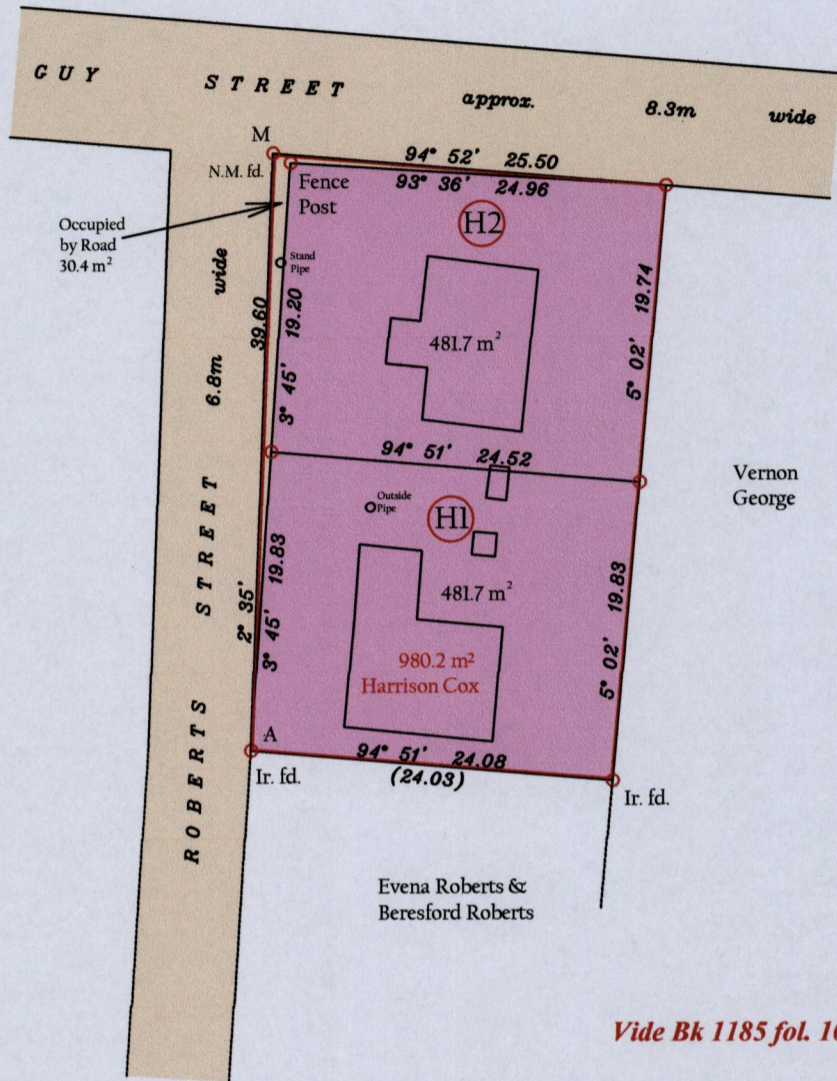 GUY STREET approx. 8.3m wide
M
94° 52' 25.50
N.M. fd.
Fence
Post
93° 36' 24.96
H2
Occupied
by Road
30.4 m²
Stand
Pipe
6.8m wide
39.60
19.20
3° 45'
481.7 m²
19.74
5° 02'
94° 51' 24.52
Vernon
George
Outside
Pipe
H1
ROBERTS STREET
2° 35'
19.83
3° 45'
481.7 m²
19.83
5° 02'
980.2 m²
Harrison Cox
A
94° 51' 24.08
(24.03)
Ir. fd.
Ir. fd.
Evena Roberts &
Beresford Roberts
Vide Bk 1185 fol.